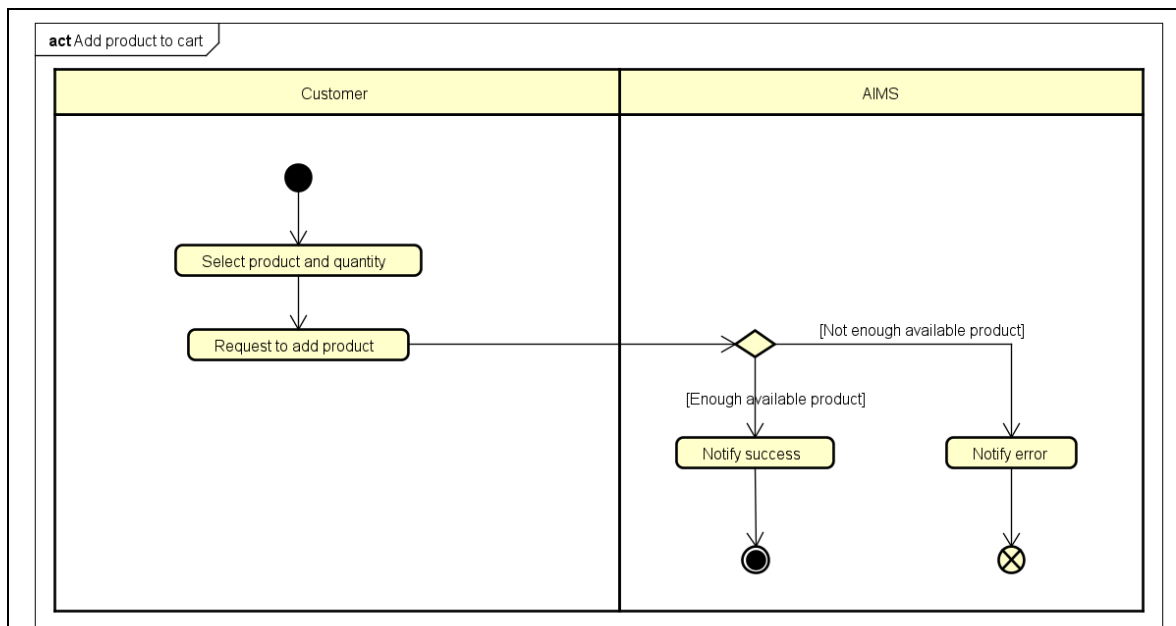 act Add product to cart
Customer
AIMS
Select product and quantity
Request to add product
[Not enough available product]
[Enough available product]
Notify success
Notify error